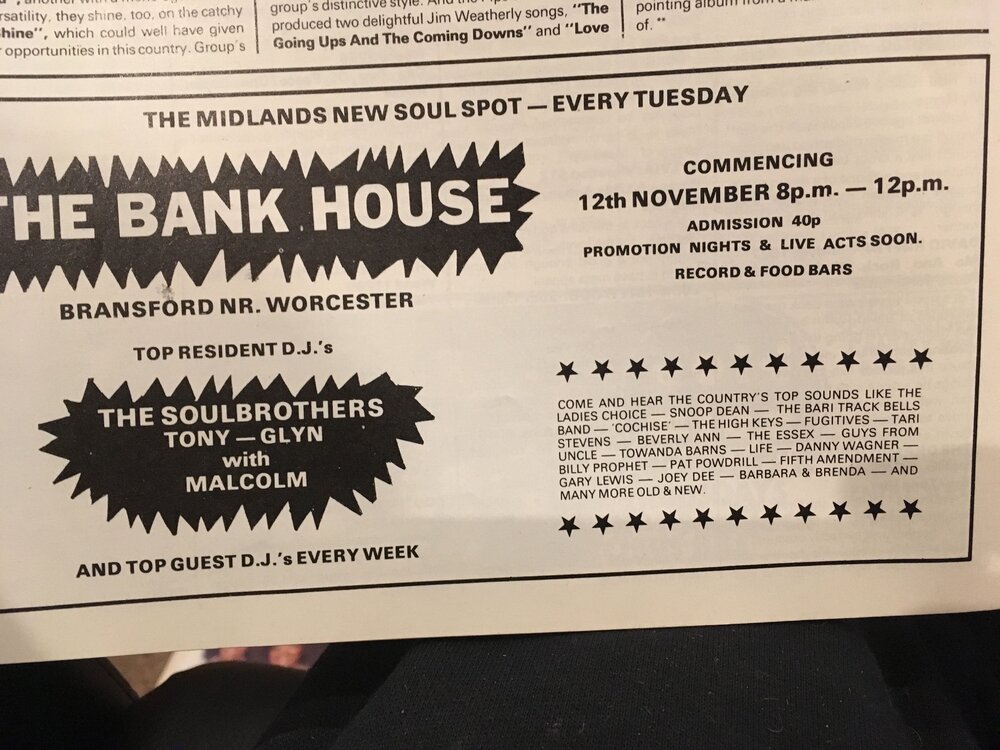 they shine, too, on the catchy
hine", which could well have given
opportunities in this country. Group's
group's distinctive style. And the
produced two delightful Jim Weatherly songs, "The
Going Ups And The Coming Downs" and "Love
pointing album from a
of. **
THE MIDLANDS NEW SOUL SPOT — EVERY TUESDAY
THE BANK HOUSE
BRANSFORD NR. WORCESTER
TOP RESIDENT D.J.'s
THE SOULBROTHERS
TONY — GLYN
with
MALCOLM
AND TOP GUEST D.J.'s EVERY WEEK
COMMENCING
12th NOVEMBER 8p.m. — 12p.m.
ADMISSION 40p
PROMOTION NIGHTS & LIVE ACTS SOON.
RECORD & FOOD BARS
COME AND HEAR THE COUNTRY'S TOP SOUNDS LIKE THE
LADIES CHOICE — SNOOP DEAN — THE BARI TRACK BELLS
BAND — 'COCHISE' — THE HIGH KEYS — FUGITIVES — TARI
STEVENS — BEVERLY ANN — THE ESSEX — GUYS FROM
UNCLE — TOWANDA BARNS — LIFE — DANNY WAGNER —
BILLY PROPHET — PAT POWDRILL — FIFTH AMENDMENT —
GARY LEWIS — JOEY DEE — BARBARA & BRENDA — AND
MANY MORE OLD & NEW.